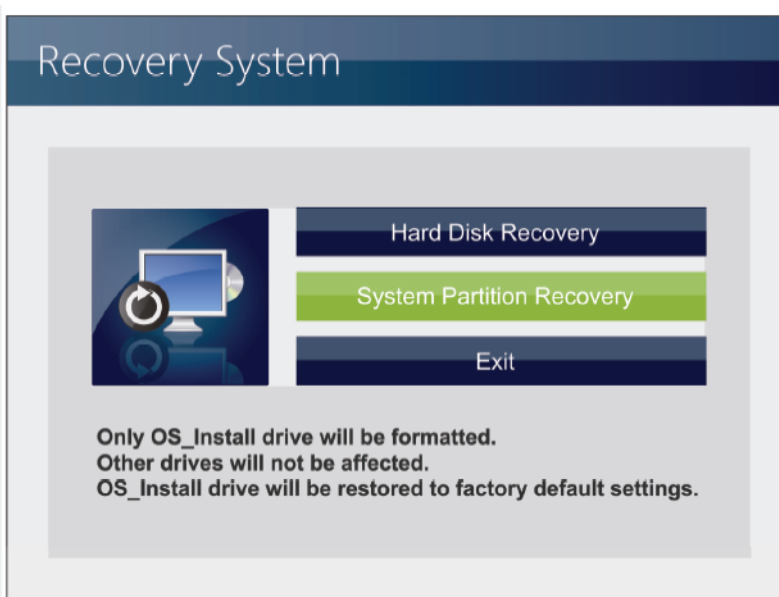 Recovery System
Hard Disk Recovery
System Partition Recovery
Exit
Only OS_Install drive will be formatted.
Other drives will not be affected.
OS_Install drive will be restored to factory default settings.